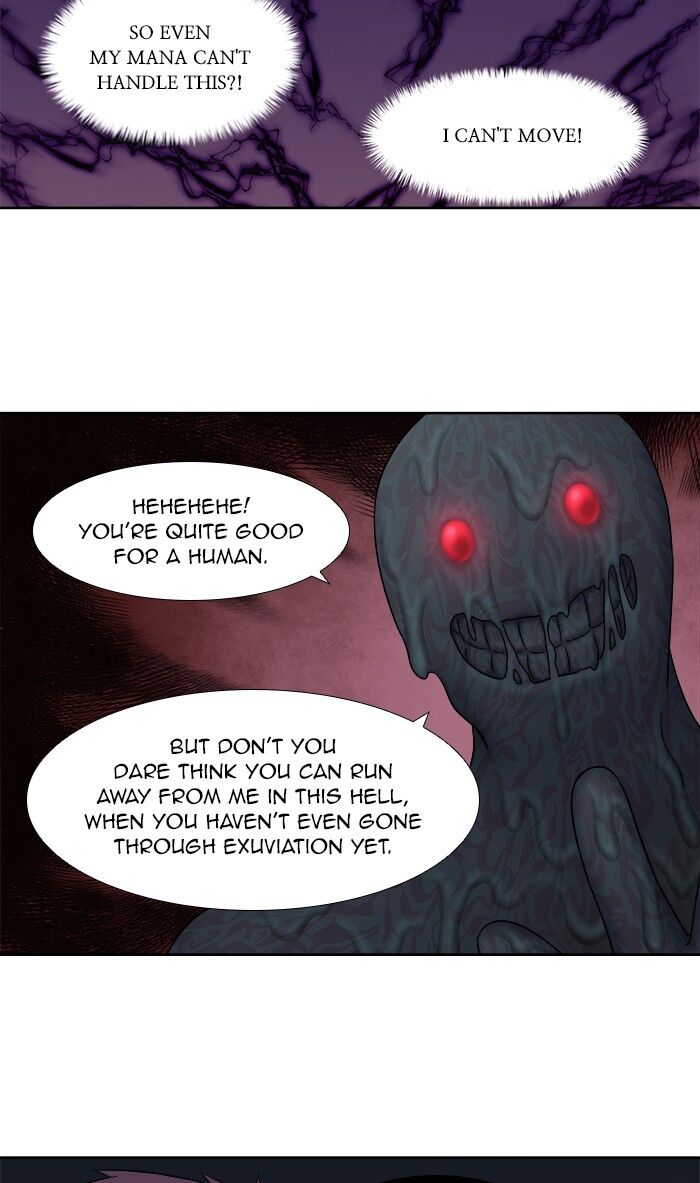 SO EVEN
MY MANA CAN'T
HANDLE THIS?!
I CAN'T MOVE!
HEHEHEHE!
YOU'RE QUITE GOOD
FOR A HUMAN.
BUT DON'T YOU
DARE THINK YOU CAN RUN
AWAY FROM ME IN THIS HELL,
WHEN YOU HAVEN'T EVEN GONE
THROUGH EXUVIATION YET.